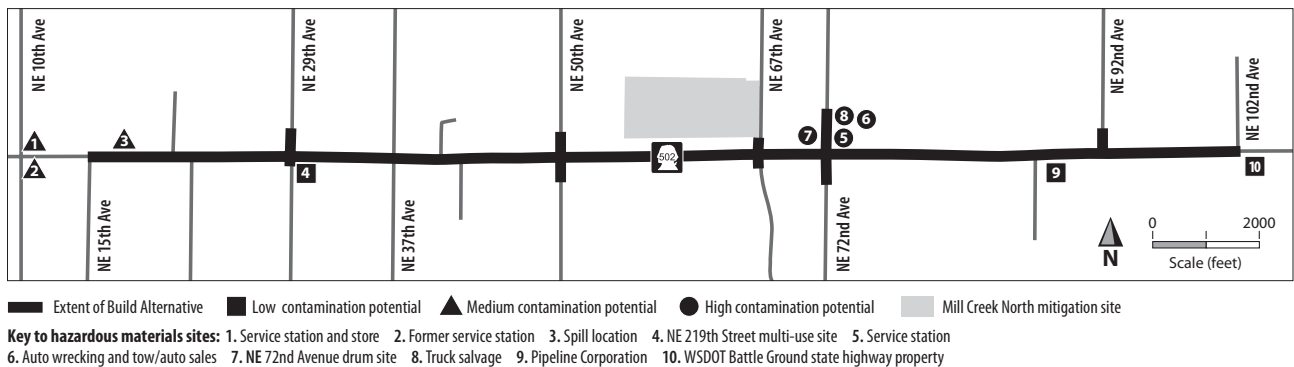 NE 10th Ave
NE 29th Ave
NE 50th Ave
NE 67th Ave
NE 92nd Ave
NE 102nd Ave
1
2
3
4
502
7
8
6
5
9
10
NE 15th Ave
NE 37th Ave
NE 72nd Ave
N
0 2000
Scale (feet)
Extent of Build Alternative Low contamination potential Medium contamination potential High contamination potential Mill Creek North mitigation site
Key to hazardous materials sites: 1. Service station and store 2. Former service station 3. Spill location 4. NE 219th Street multi-use site 5. Service station
6. Auto wrecking and tow/auto sales 7. NE 72nd Avenue drum site 8. Truck salvage 9. Pipeline Corporation 10. WSDOT Battle Ground state highway property